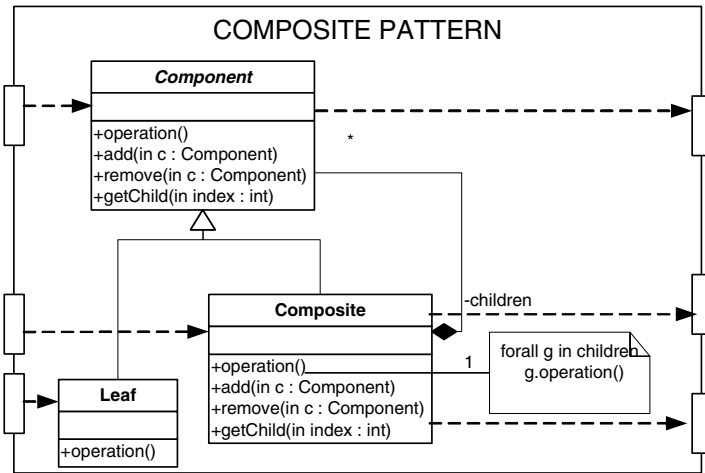 COMPOSITE PATTERN
Component
+operation()
+add(in c : Component)
+remove(in c : Component)
+getChild(in index : int)
*
-children
Composite
+operation()
+add(in c : Component)
+remove(in c : Component)
+getChild(in index : int)
1
forall g in children
g.operation()
Leaf
+operation()